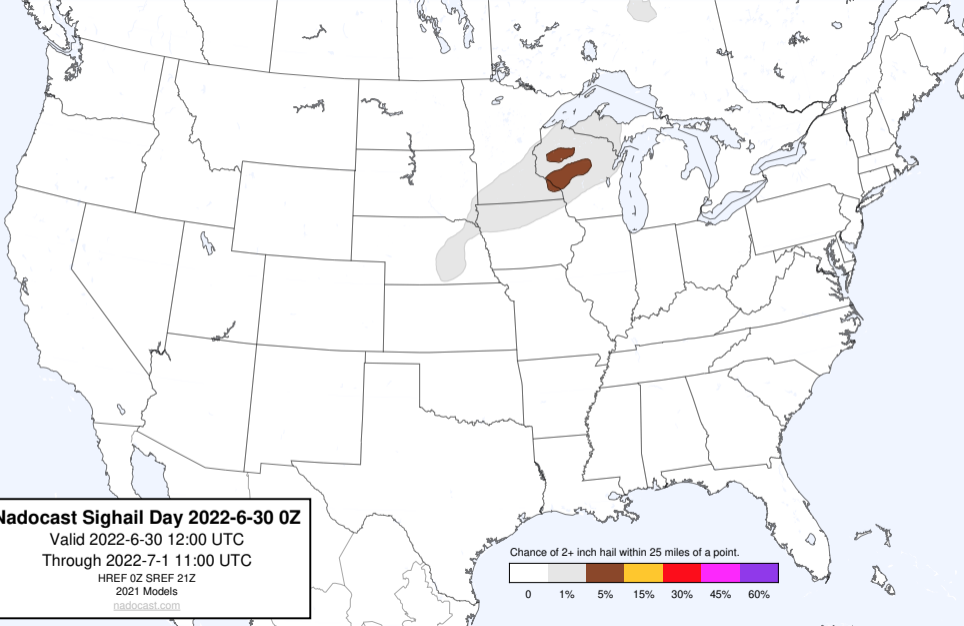 Nadocast Sighail Day 2022-6-30 0Z
Valid 2022-6-30 12:00 UTC
Through 2022-7-1 11:00 UTC
HREF 0Z SREF 21Z
2021 Models
nadocast.com
Chance of 2+ inch hail within 25 miles of a point.
0 1% 5% 15% 30% 45% 60%